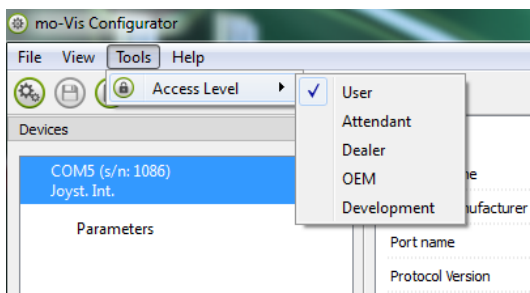 mo-Vis Configurator
File View Tools Help
Access Level
User
Attendant
Dealer
OEM
Development
Devices
COM5 (s/n: 1086)
Joyst. Int.
Parameters
Port name
Protocol Version